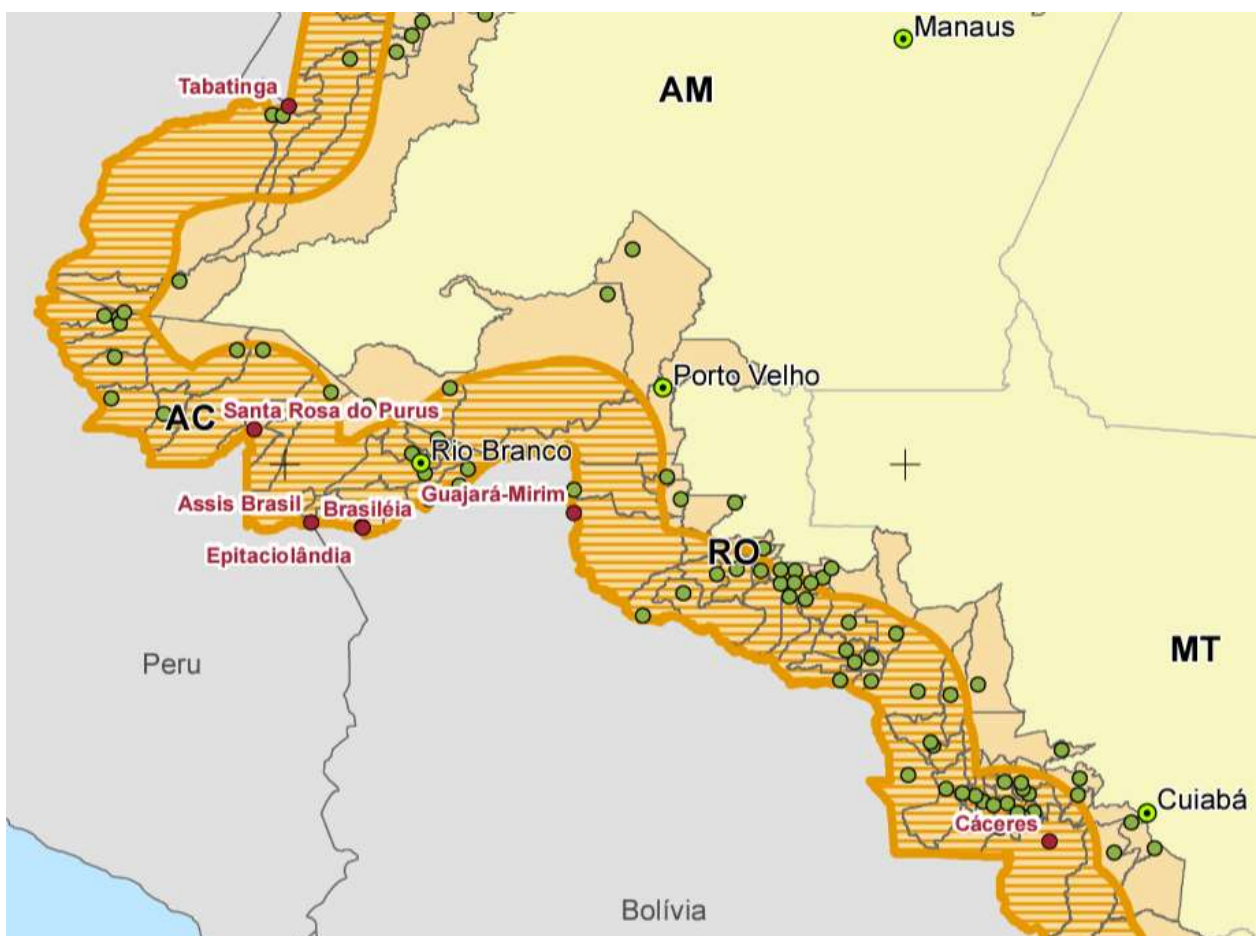 Manaus
Tabatinga
AM
Porto Velho
AC
Santa Rosa do Purus
Rio Branco
Assis Brasil
Brasiléia
Guajará-Mirim
Epitaciolândia
RO
Peru
MT
Cuiabá
Cáceres
Bolívia